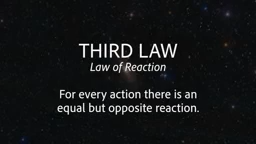 THIRD LAW
Law of Reaction
For every action there is an
equal but opposite reaction.